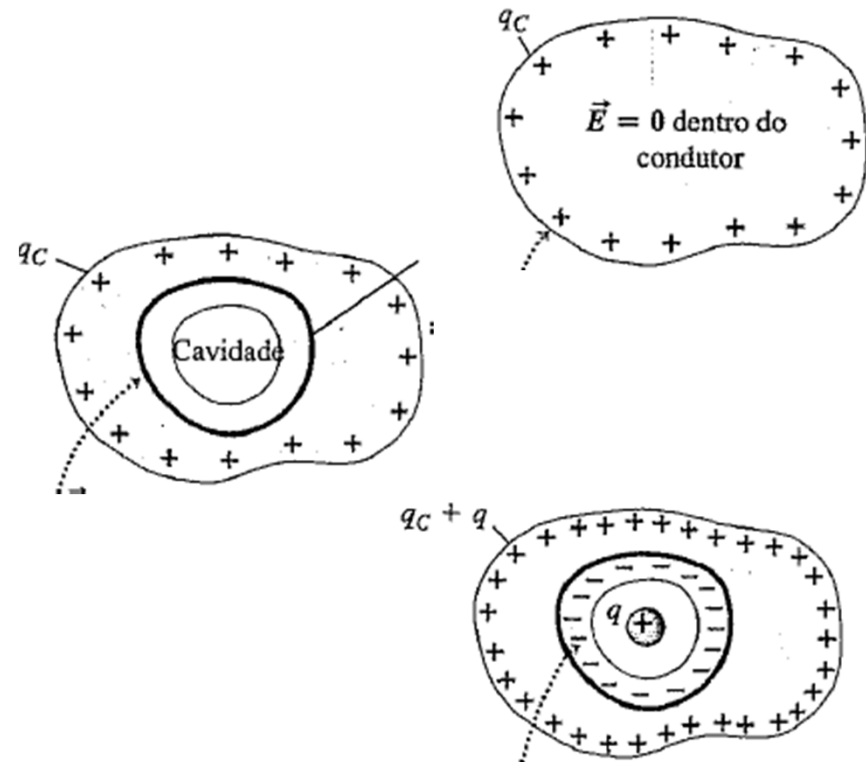 q_C
E⃗ = 0 dentro do
condutor
q_C
Cavidade
q_C + q
q